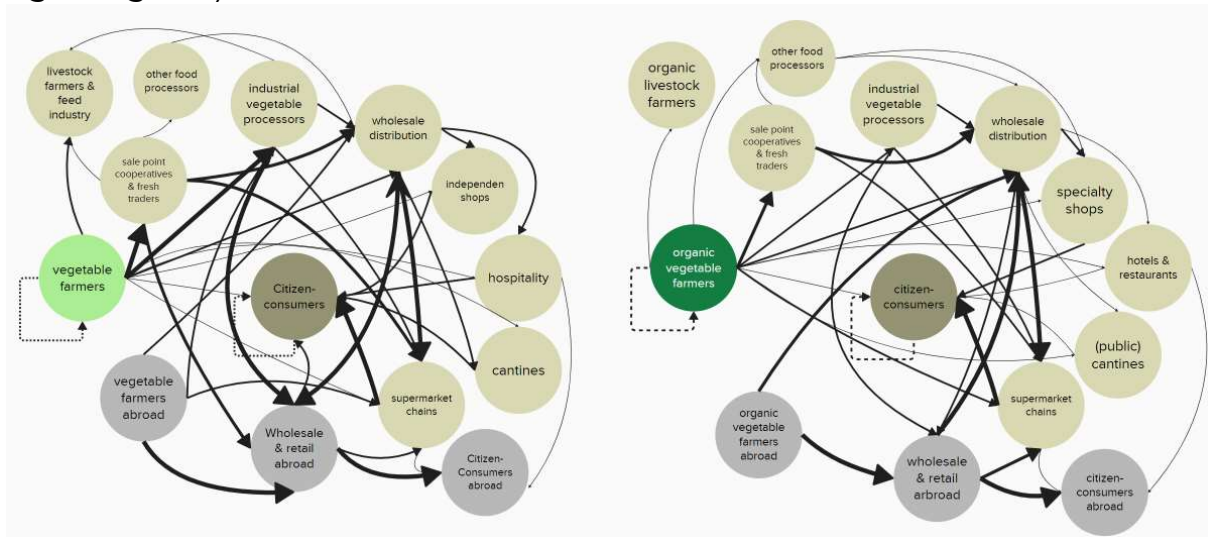 livestock
farmers &
feed
industry
other food
processors
industrial
vegetable
processors
wholesale
distribution
sale point
cooperatives
& fresh
traders
independen
shops
vegetable
farmers
Citizen-
consumers
hospitality
cantines
vegetable
farmers
abroad
supermarket
chains
Wholesale
& retail
abroad
Citizen-
Consumers
abroad
organic
livestock
farmers
other food
processors
industrial
vegetable
processors
wholesale
distribution
sale point
cooperatives
& fresh
traders
specialty
shops
organic
vegetable
farmers
citizen-
consumers
hotels &
restaurants
(public)
cantines
organic
vegetable
farmers
abroad
supermarket
chains
wholesale
& retail
arbroad
citizen-
consumers
abroad